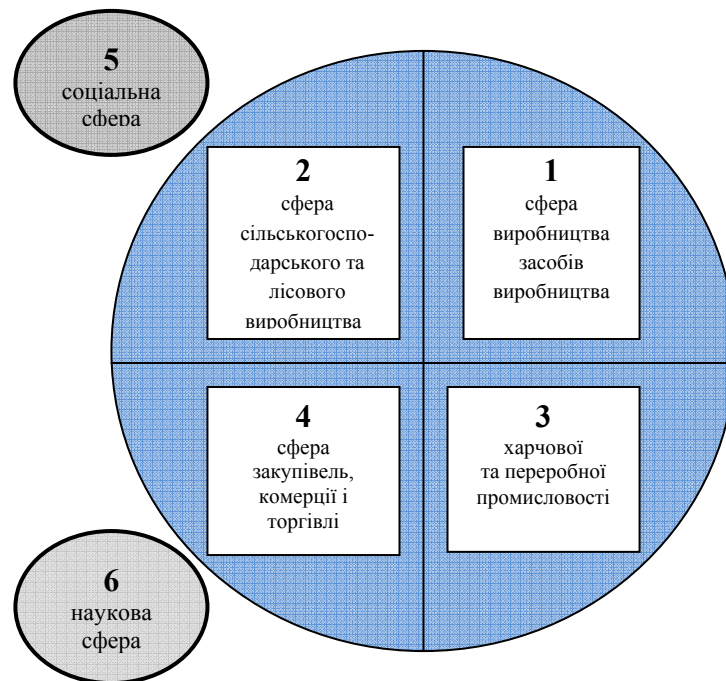 5
соціальна
сфера
2
сфера
сільськогоспо-
дарського та
лісового
виробництва
1
сфера
виробництва
засобів
виробництва
4
сфера
закупівель,
комерції і
торгівлі
3
харчової
та переробної
промисловості
6
наукова
сфера